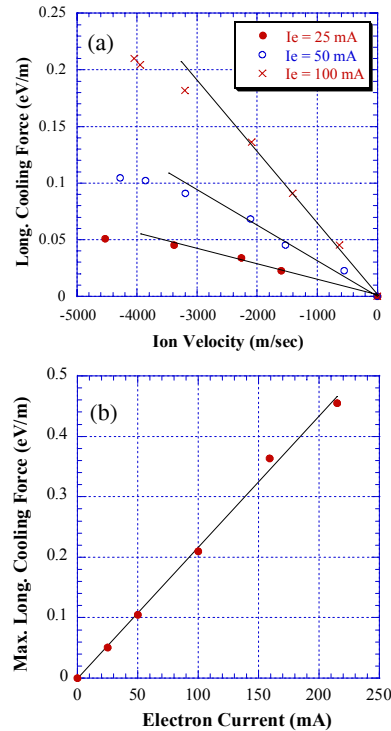 (a)
Ie = 25 mA
Ie = 50 mA
Ie = 100 mA
Long. Cooling Force (eV/m)
0.25
0.2
0.15
0.1
0.05
0
-5000 -4000 -3000 -2000 -1000 0
Ion Velocity (m/sec)
(b)
Max. Long. Cooling Force (eV/m)
0.5
0.4
0.3
0.2
0.1
0
0 50 100 150 200 250
Electron Current (mA)